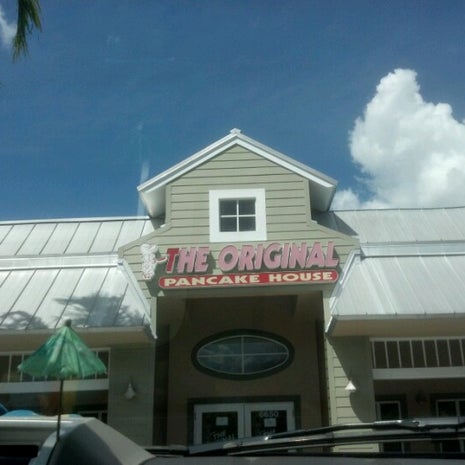 THE ORIGINAL
PANCAKE HOUSE